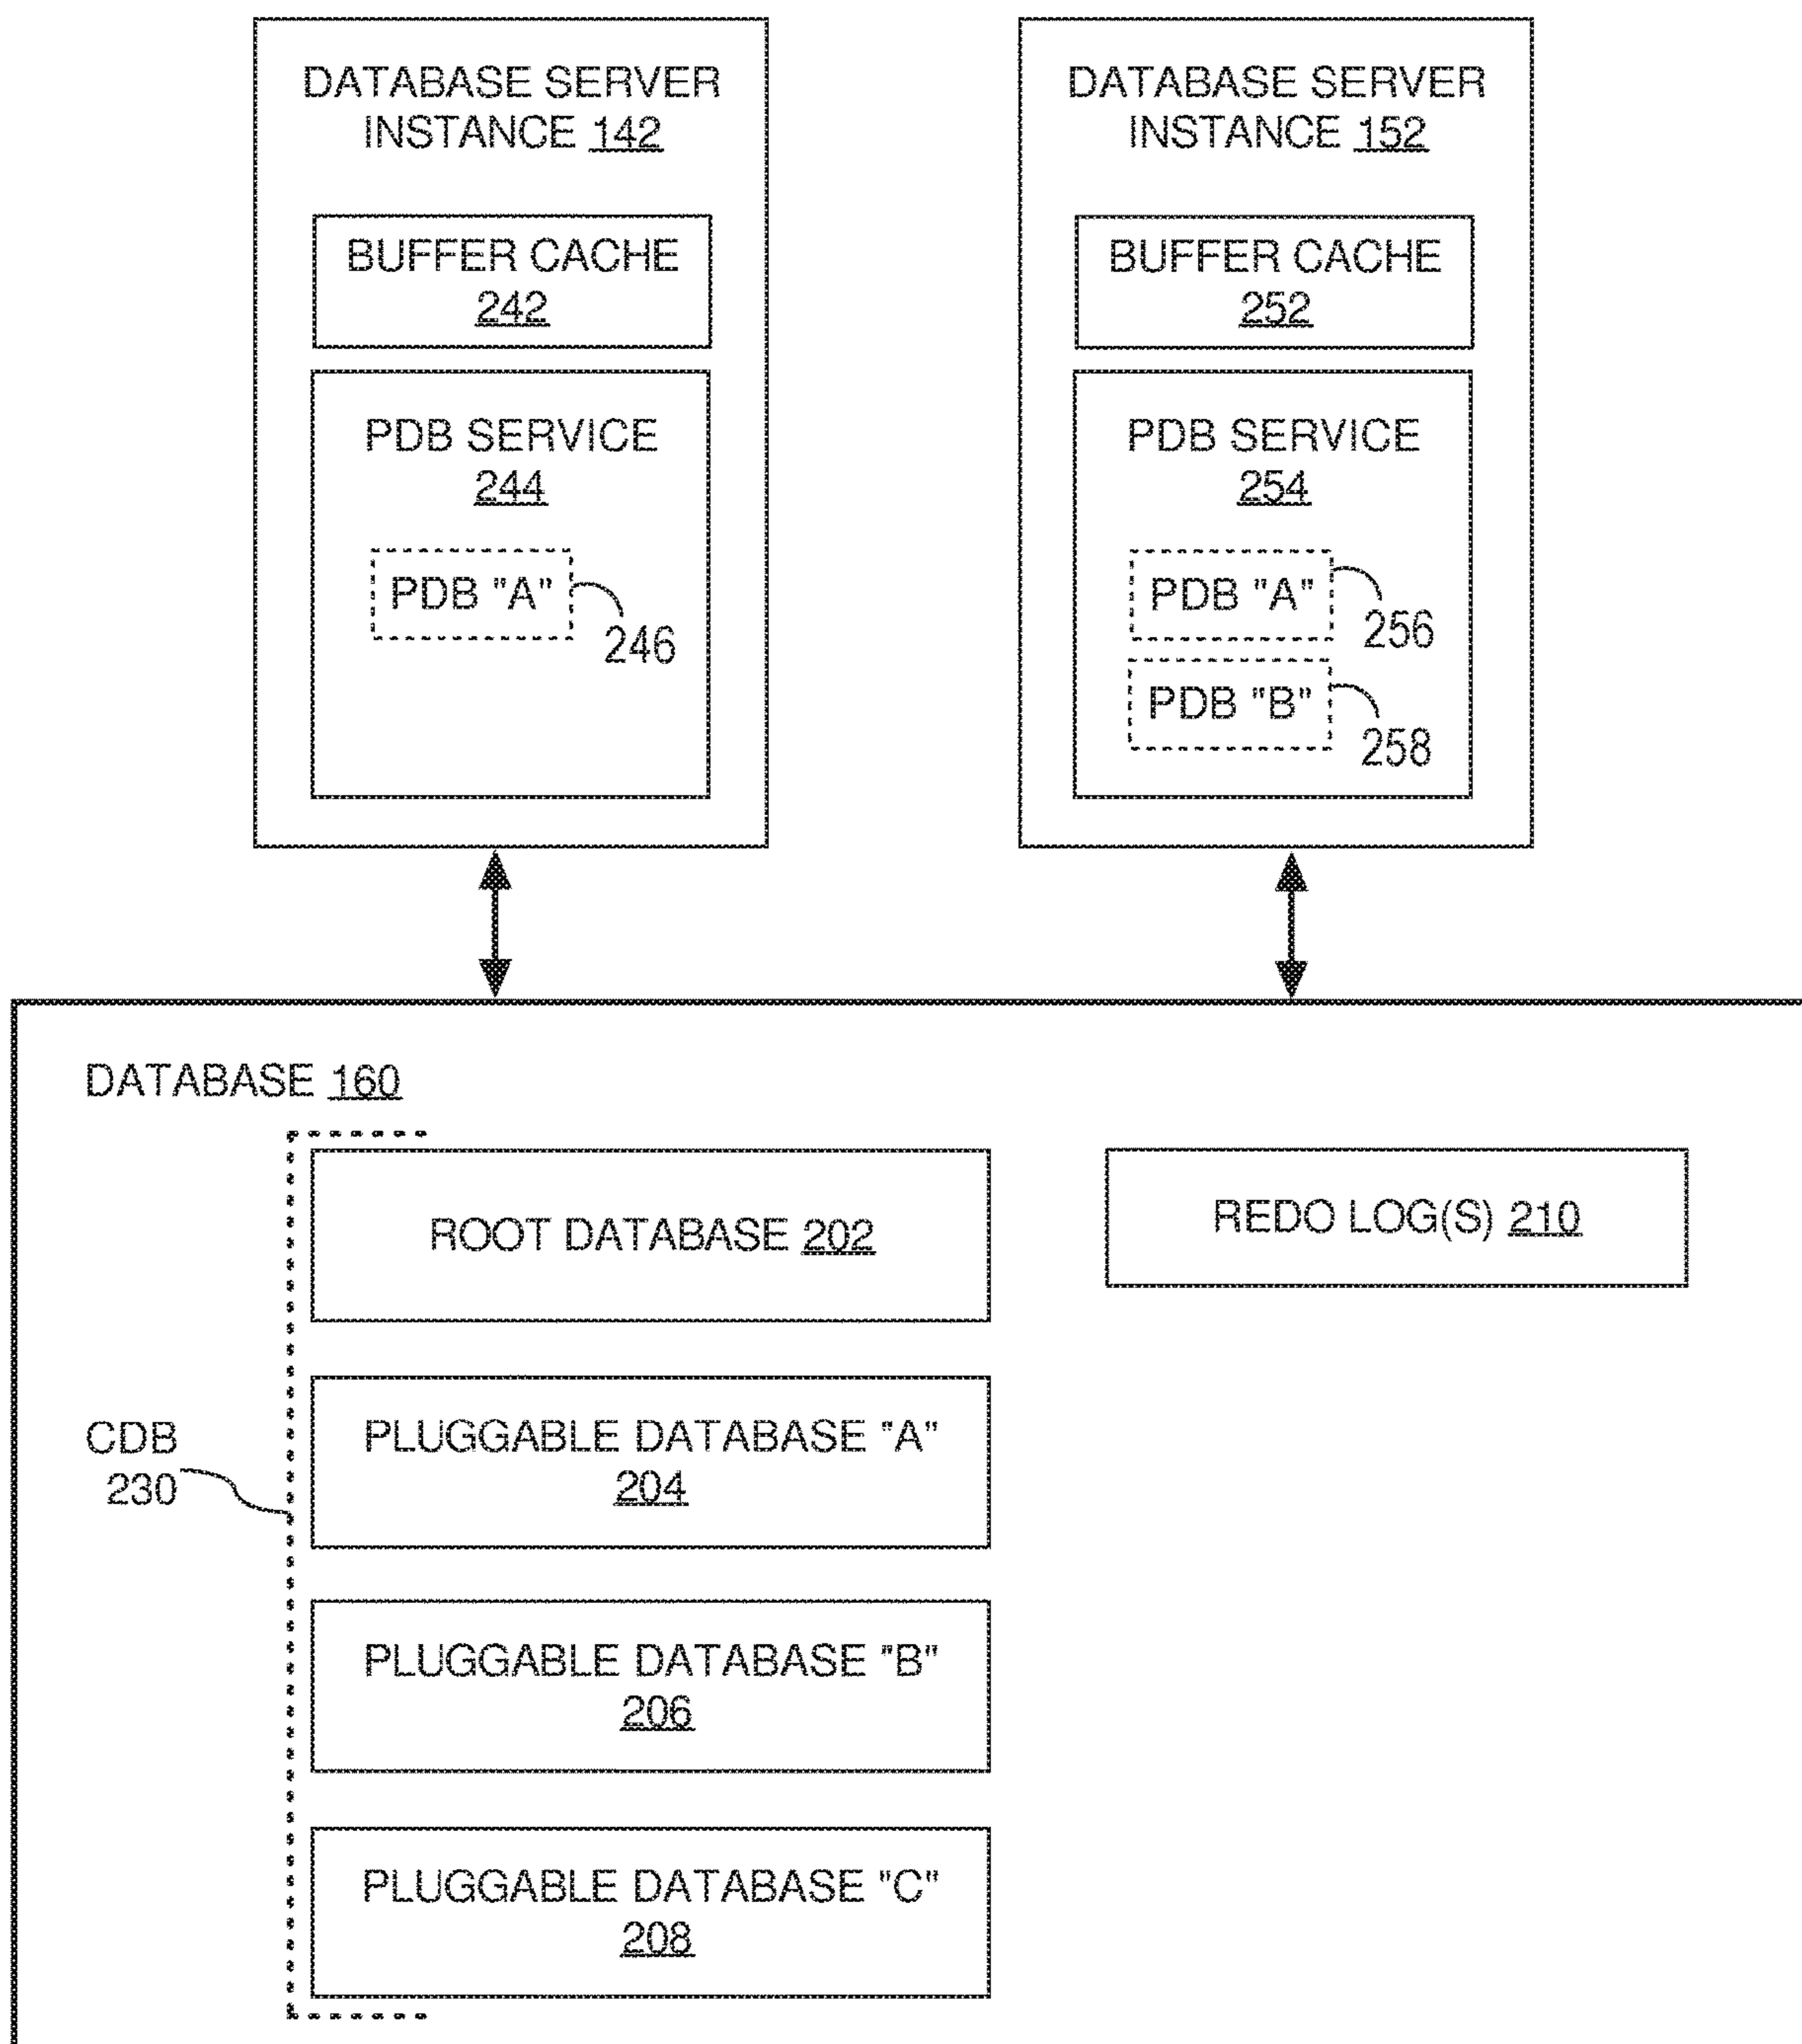 DATABASE SERVER
INSTANCE 142
BUFFER CACHE
242
PDB SERVICE
244
PDB "A"
246
DATABASE SERVER
INSTANCE 152
BUFFER CACHE
252
PDB SERVICE
254
PDB "A"
256
PDB "B"
258
DATABASE 160
ROOT DATABASE 202
REDO LOG(S) 210
CDB
230
PLUGGABLE DATABASE "A"
204
PLUGGABLE DATABASE "B"
206
PLUGGABLE DATABASE "C"
208